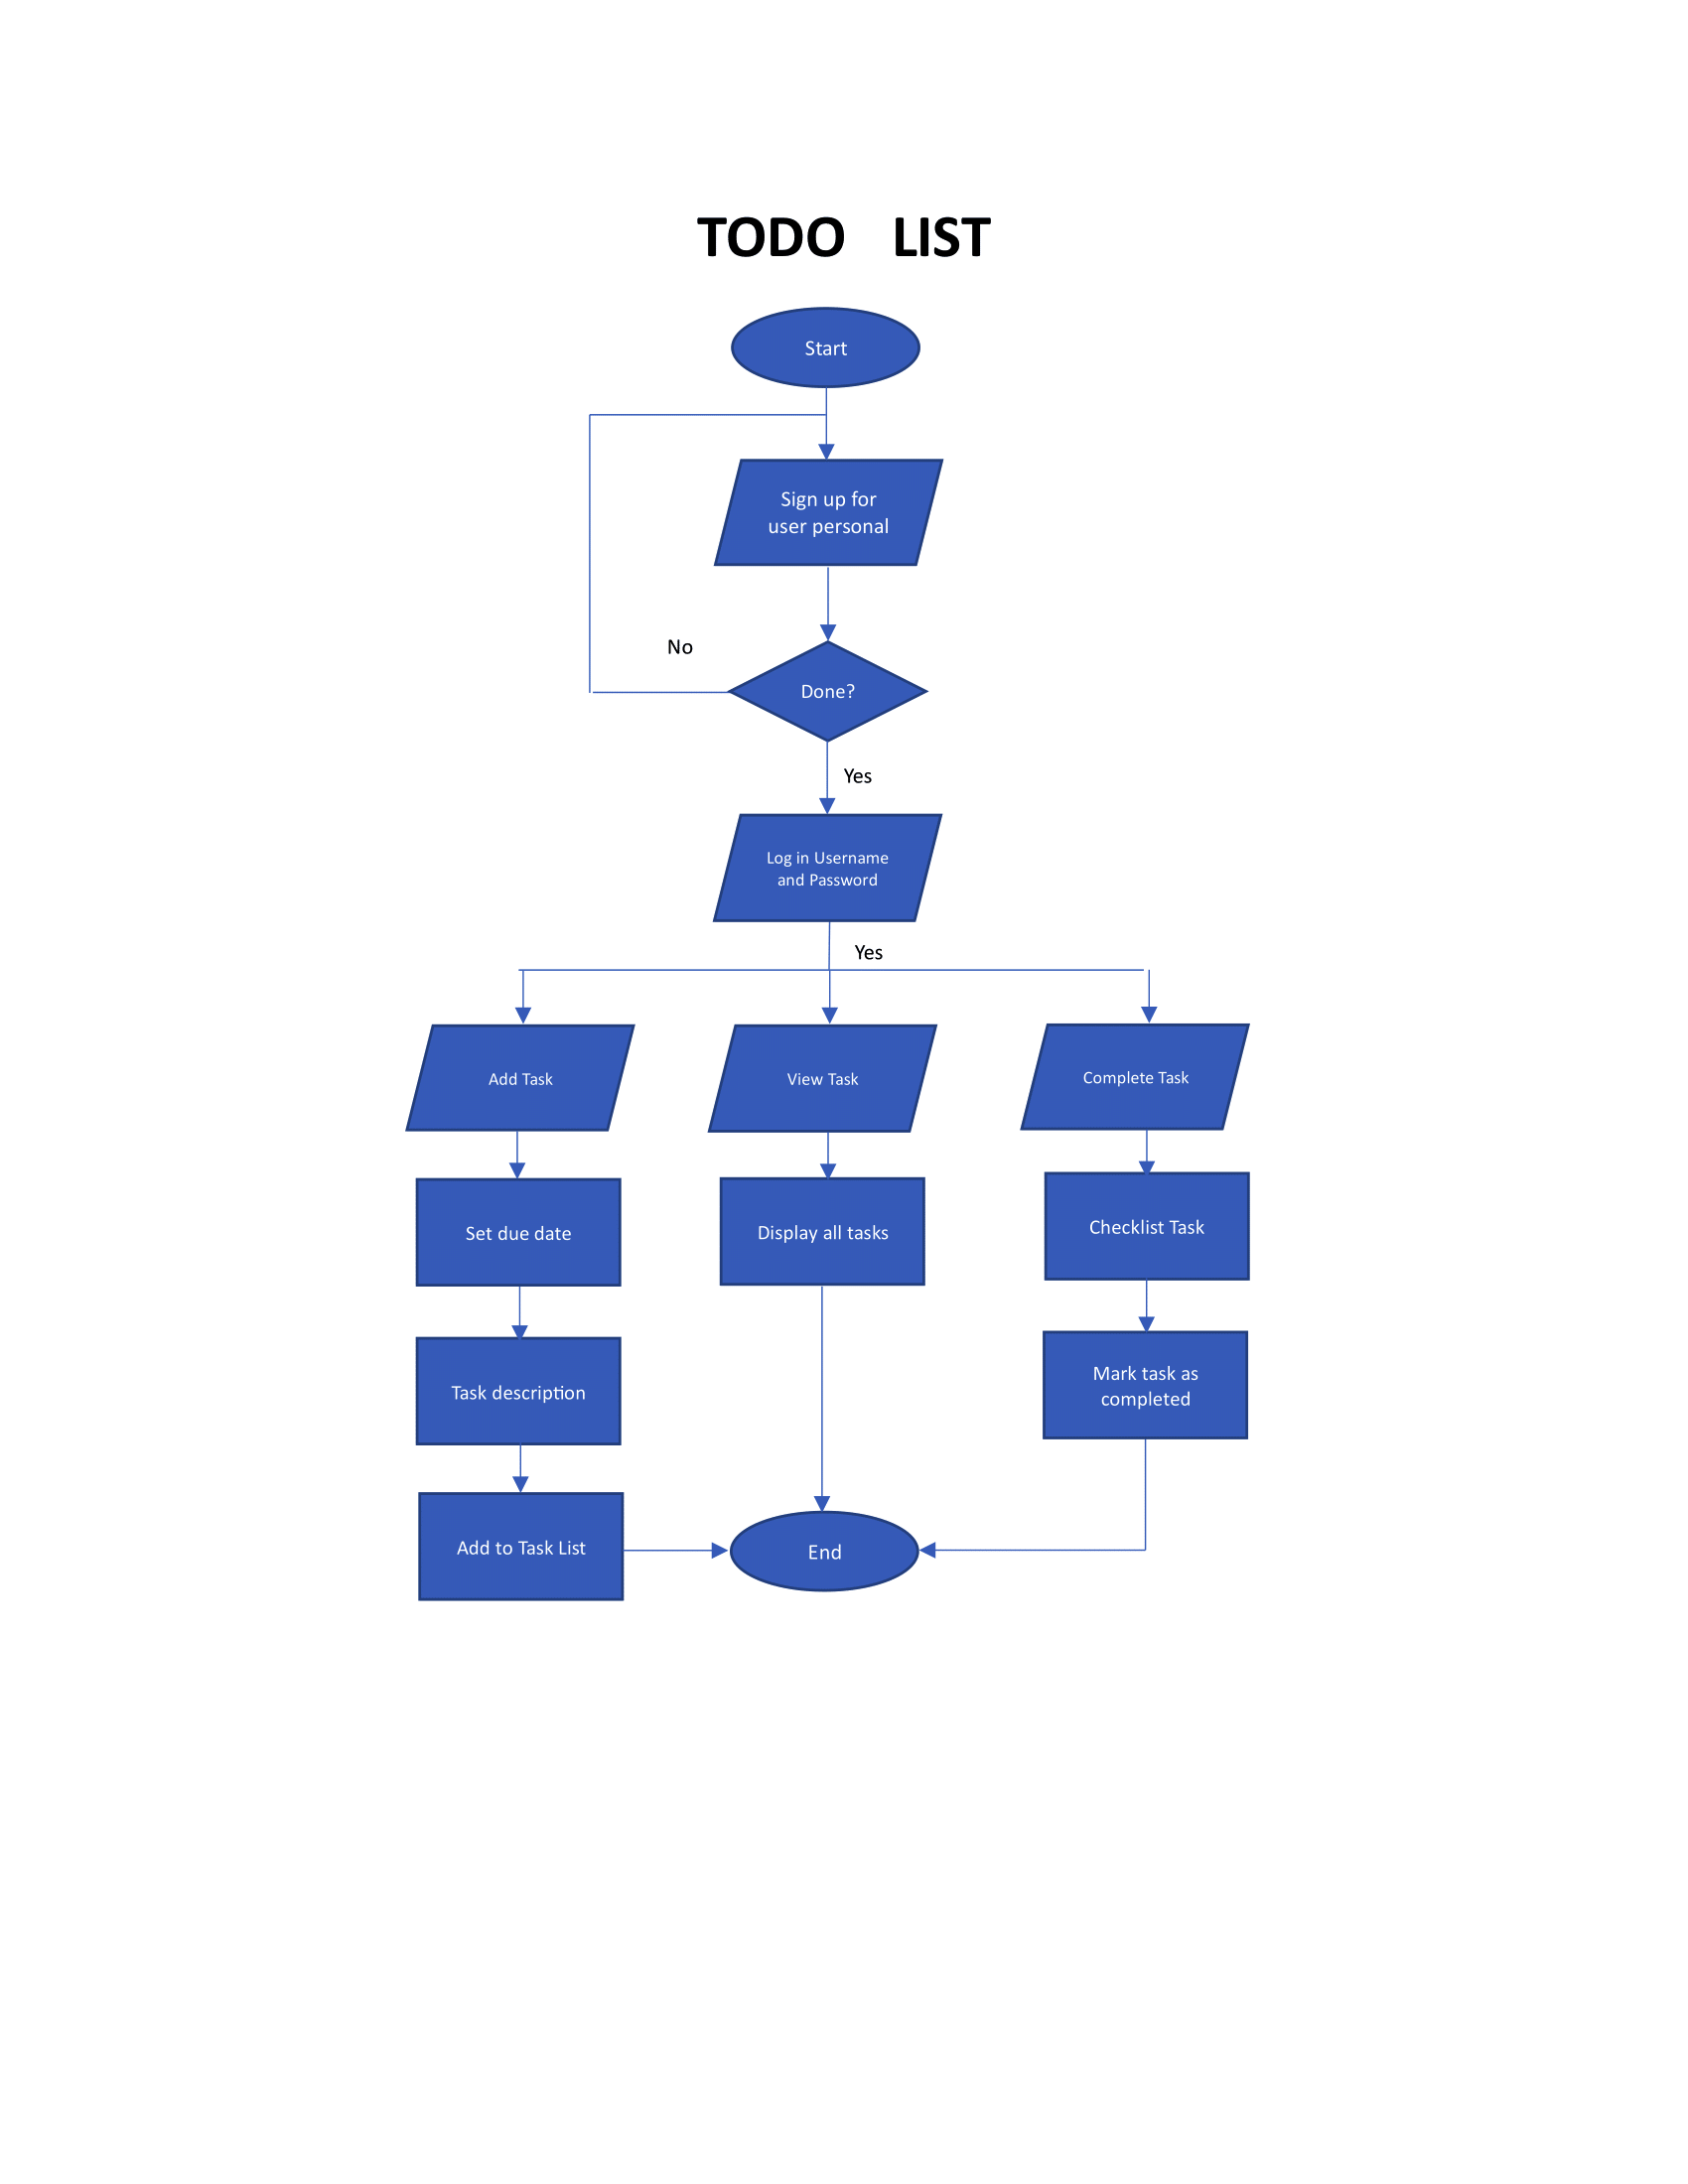 TODO LIST
Start
Sign up for
user personal
No
Done?
Yes
Log in Username
and Password
Yes
Add Task
View Task
Complete Task
Set due date
Display all tasks
Checklist Task
Task description
Mark task as
completed
Add to Task List
End